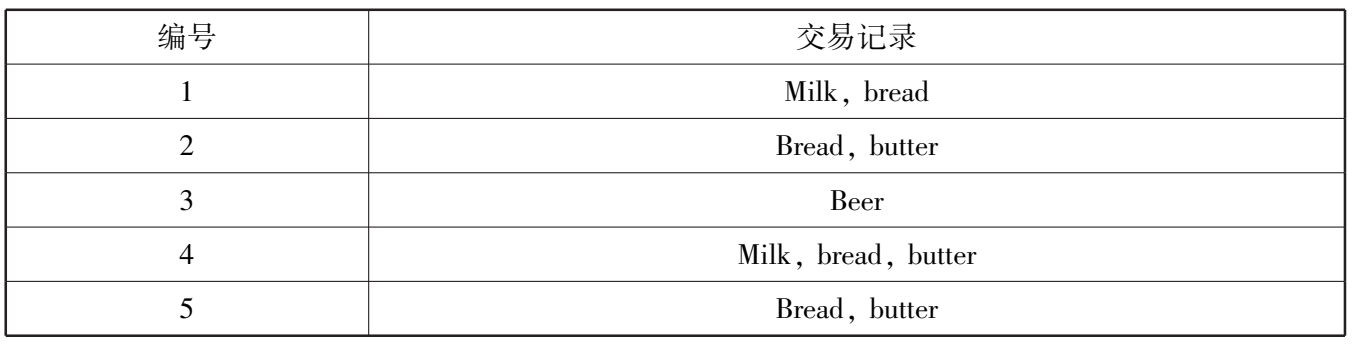 编号 交易记录
1 Milk, bread
2 Bread, butter
3 Beer
4 Milk, bread, butter
5 Bread, butter